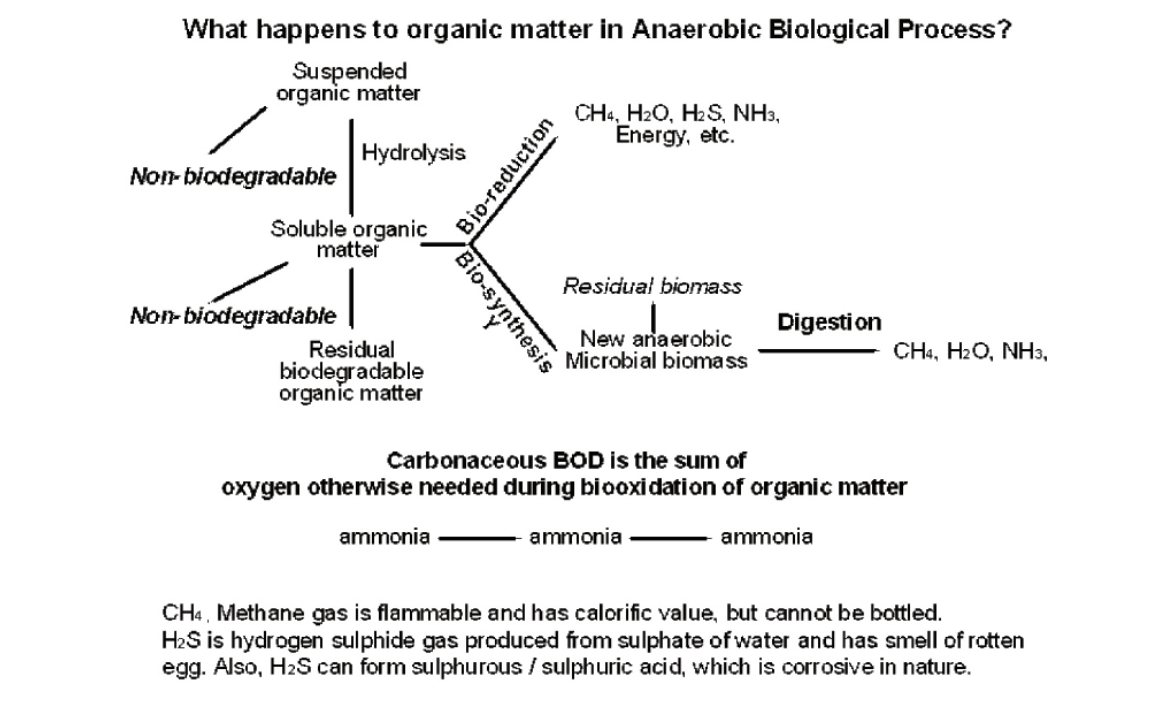 What happens to organic matter in Anaerobic Biological Process?
Suspended
organic matter
CH₄, H₂O, H₂S, NH₃,
Energy, etc.
Hydrolysis
Bio-reduction
Non-biodegradable
Soluble organic
matter
Bio-synthesis
Y
Residual biomass
Non-biodegradable
Digestion
New anaerobic
Microbial biomass
CH₄, H₂O, NH₃,
Residual
biodegradable
organic matter
Carbonaceous BOD is the sum of
oxygen otherwise needed during biooxidation of organic matter
ammonia ammonia ammonia
CH₄, Methane gas is flammable and has calorific value, but cannot be bottled.
H₂S is hydrogen sulphide gas produced from sulphate of water and has smell of rotten
egg. Also, H₂S can form sulphurous / sulphuric acid, which is corrosive in nature.